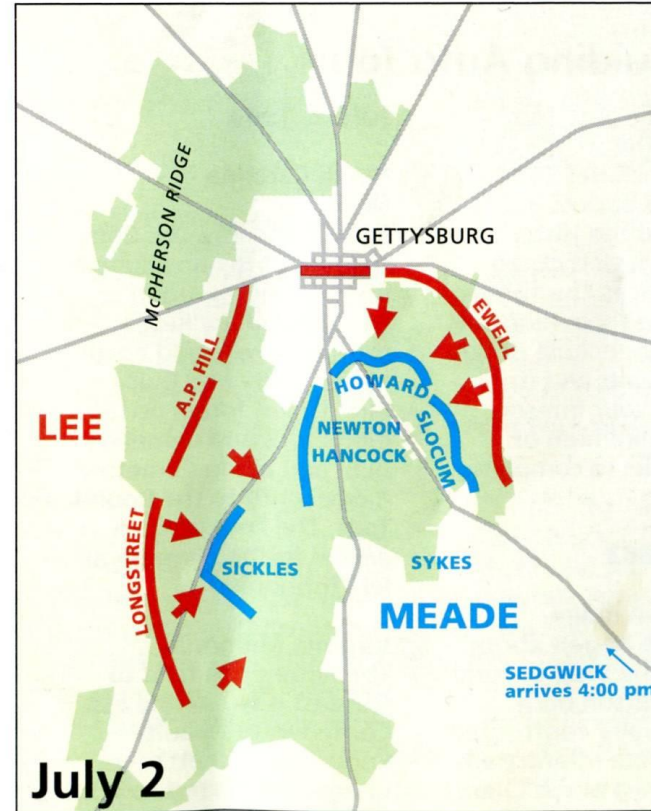 McPHERSON RIDGE
GETTYSBURG
EWELL
A.P. HILL
HOWARD
LEE
NEWTON
HANCOCK
SLOCUM
LONGSTREET
SICKLES
SYKES
MEADE
SEDGWICK
arrives 4:00 pm
July 2